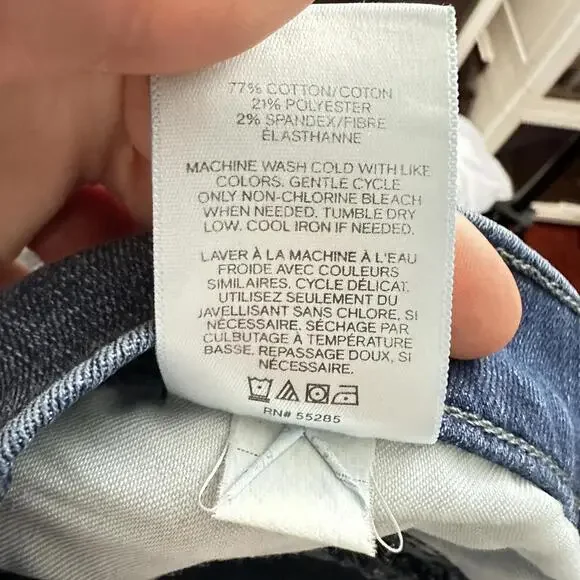 77% COTTON/COTON
21% POLYESTER
2% SPANDEX/FIBRE
ÉLASTHANNE
MACHINE WASH COLD WITH LIKE
COLORS. GENTLE CYCLE
ONLY NON-CHLORINE BLEACH
WHEN NEEDED. TUMBLE DRY
LOW. COOL IRON IF NEEDED.
LAVER À LA MACHINE À L'EAU
FROIDE AVEC COULEURS
SIMILAIRES, CYCLE DÉLICAT.
UTILISEZ SEULEMENT DU
JAVELLISANT SANS CHLORE, SI
NÉCESSAIRE. SÉCHAGE PAR
CULBUTAGE À TEMPÉRATURE
BASSE. REPASSAGE DOUX, SI
NÉCESSAIRE.
RN# 55285